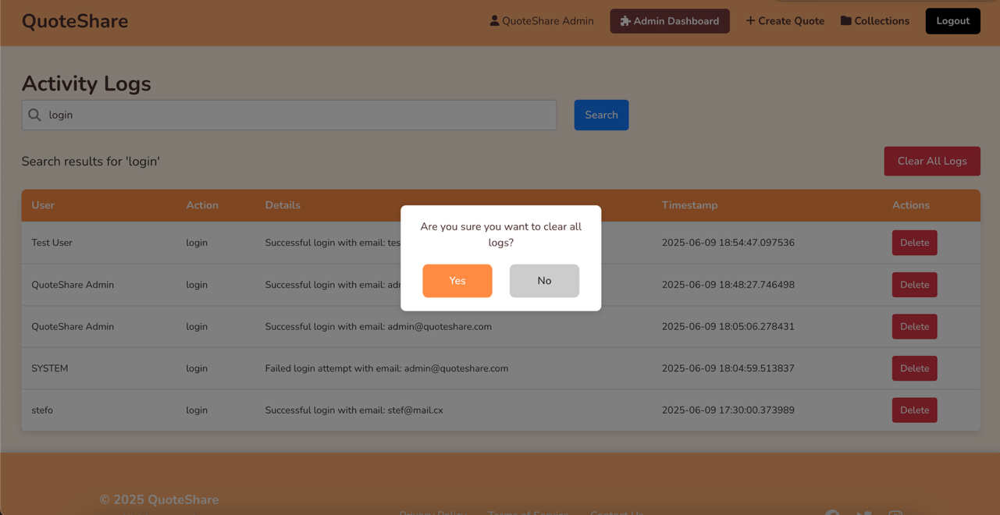 QuoteShare
QuoteShare Admin
Admin Dashboard
Create Quote
Collections
Logout
Activity Logs
login
Search
Search results for 'login'
Clear All Logs
User Action Details Timestamp Actions
Test User login Successful login with email: 2025-06-09 18:54:47.097536 Delete
QuoteShare Admin login Successful login with email: 2025-06-09 18:48:27.746498 Delete
QuoteShare Admin login Successful login with email: admin@quoteshare.com 2025-06-09 18:05:06.278431 Delete
SYSTEM login Failed login attempt with email: admin@quoteshare.com 2025-06-09 18:04:59.513837 Delete
stefo login Successful login with email: stef@mail.cx 2025-06-09 17:30:00.373989 Delete
Are you sure you want to clear all
logs?
Yes No
© 2025 QuoteShare
Privacy Policy Terms of Service Contact Us